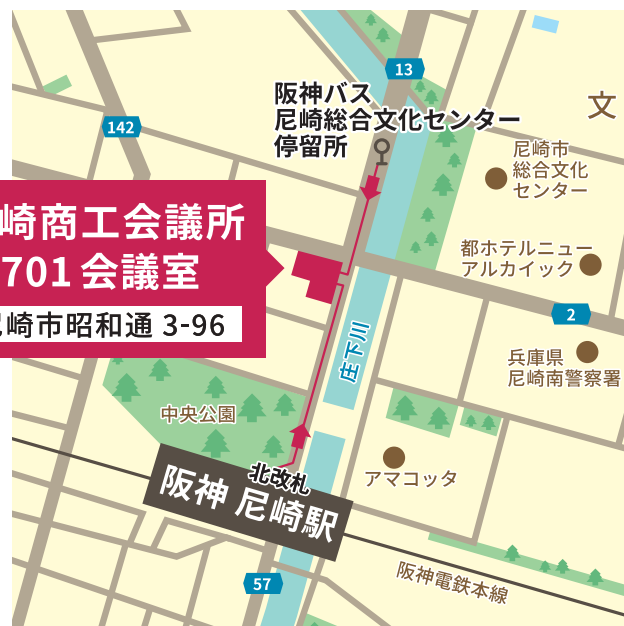 13
阪神バス
尼崎総合文化センター
停留所
142
文
尼崎市
総合文化
センター
崎商工会議所
701 会議室
尼崎市昭和通 3-96
都ホテルニュー
アルカイック
2
庄下川
兵庫県
尼崎南警察署
中央公園
アマコッタ
北改札
阪神 尼崎駅
阪神電鉄本線
57